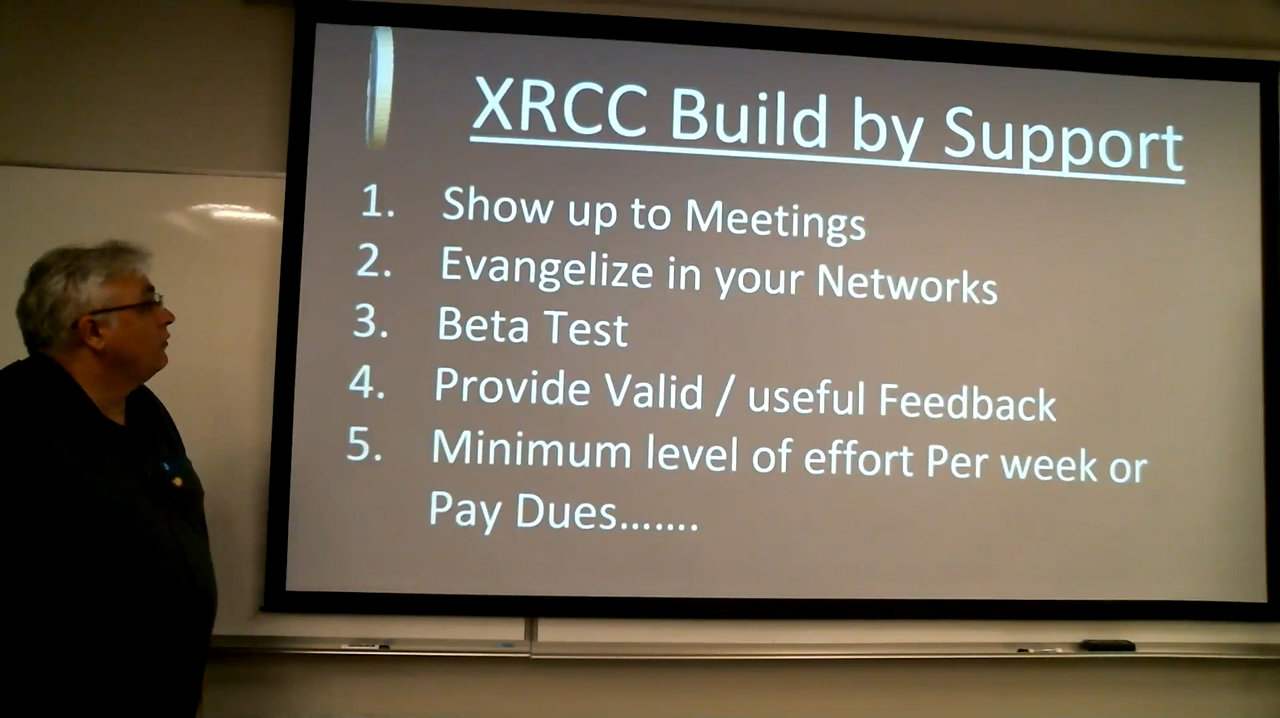 XRCC Build by Support
1. Show up to Meetings
2. Evangelize in your Networks
3. Beta Test
4. Provide Valid / useful Feedback
5. Minimum level of effort Per week or
Pay Dues.......